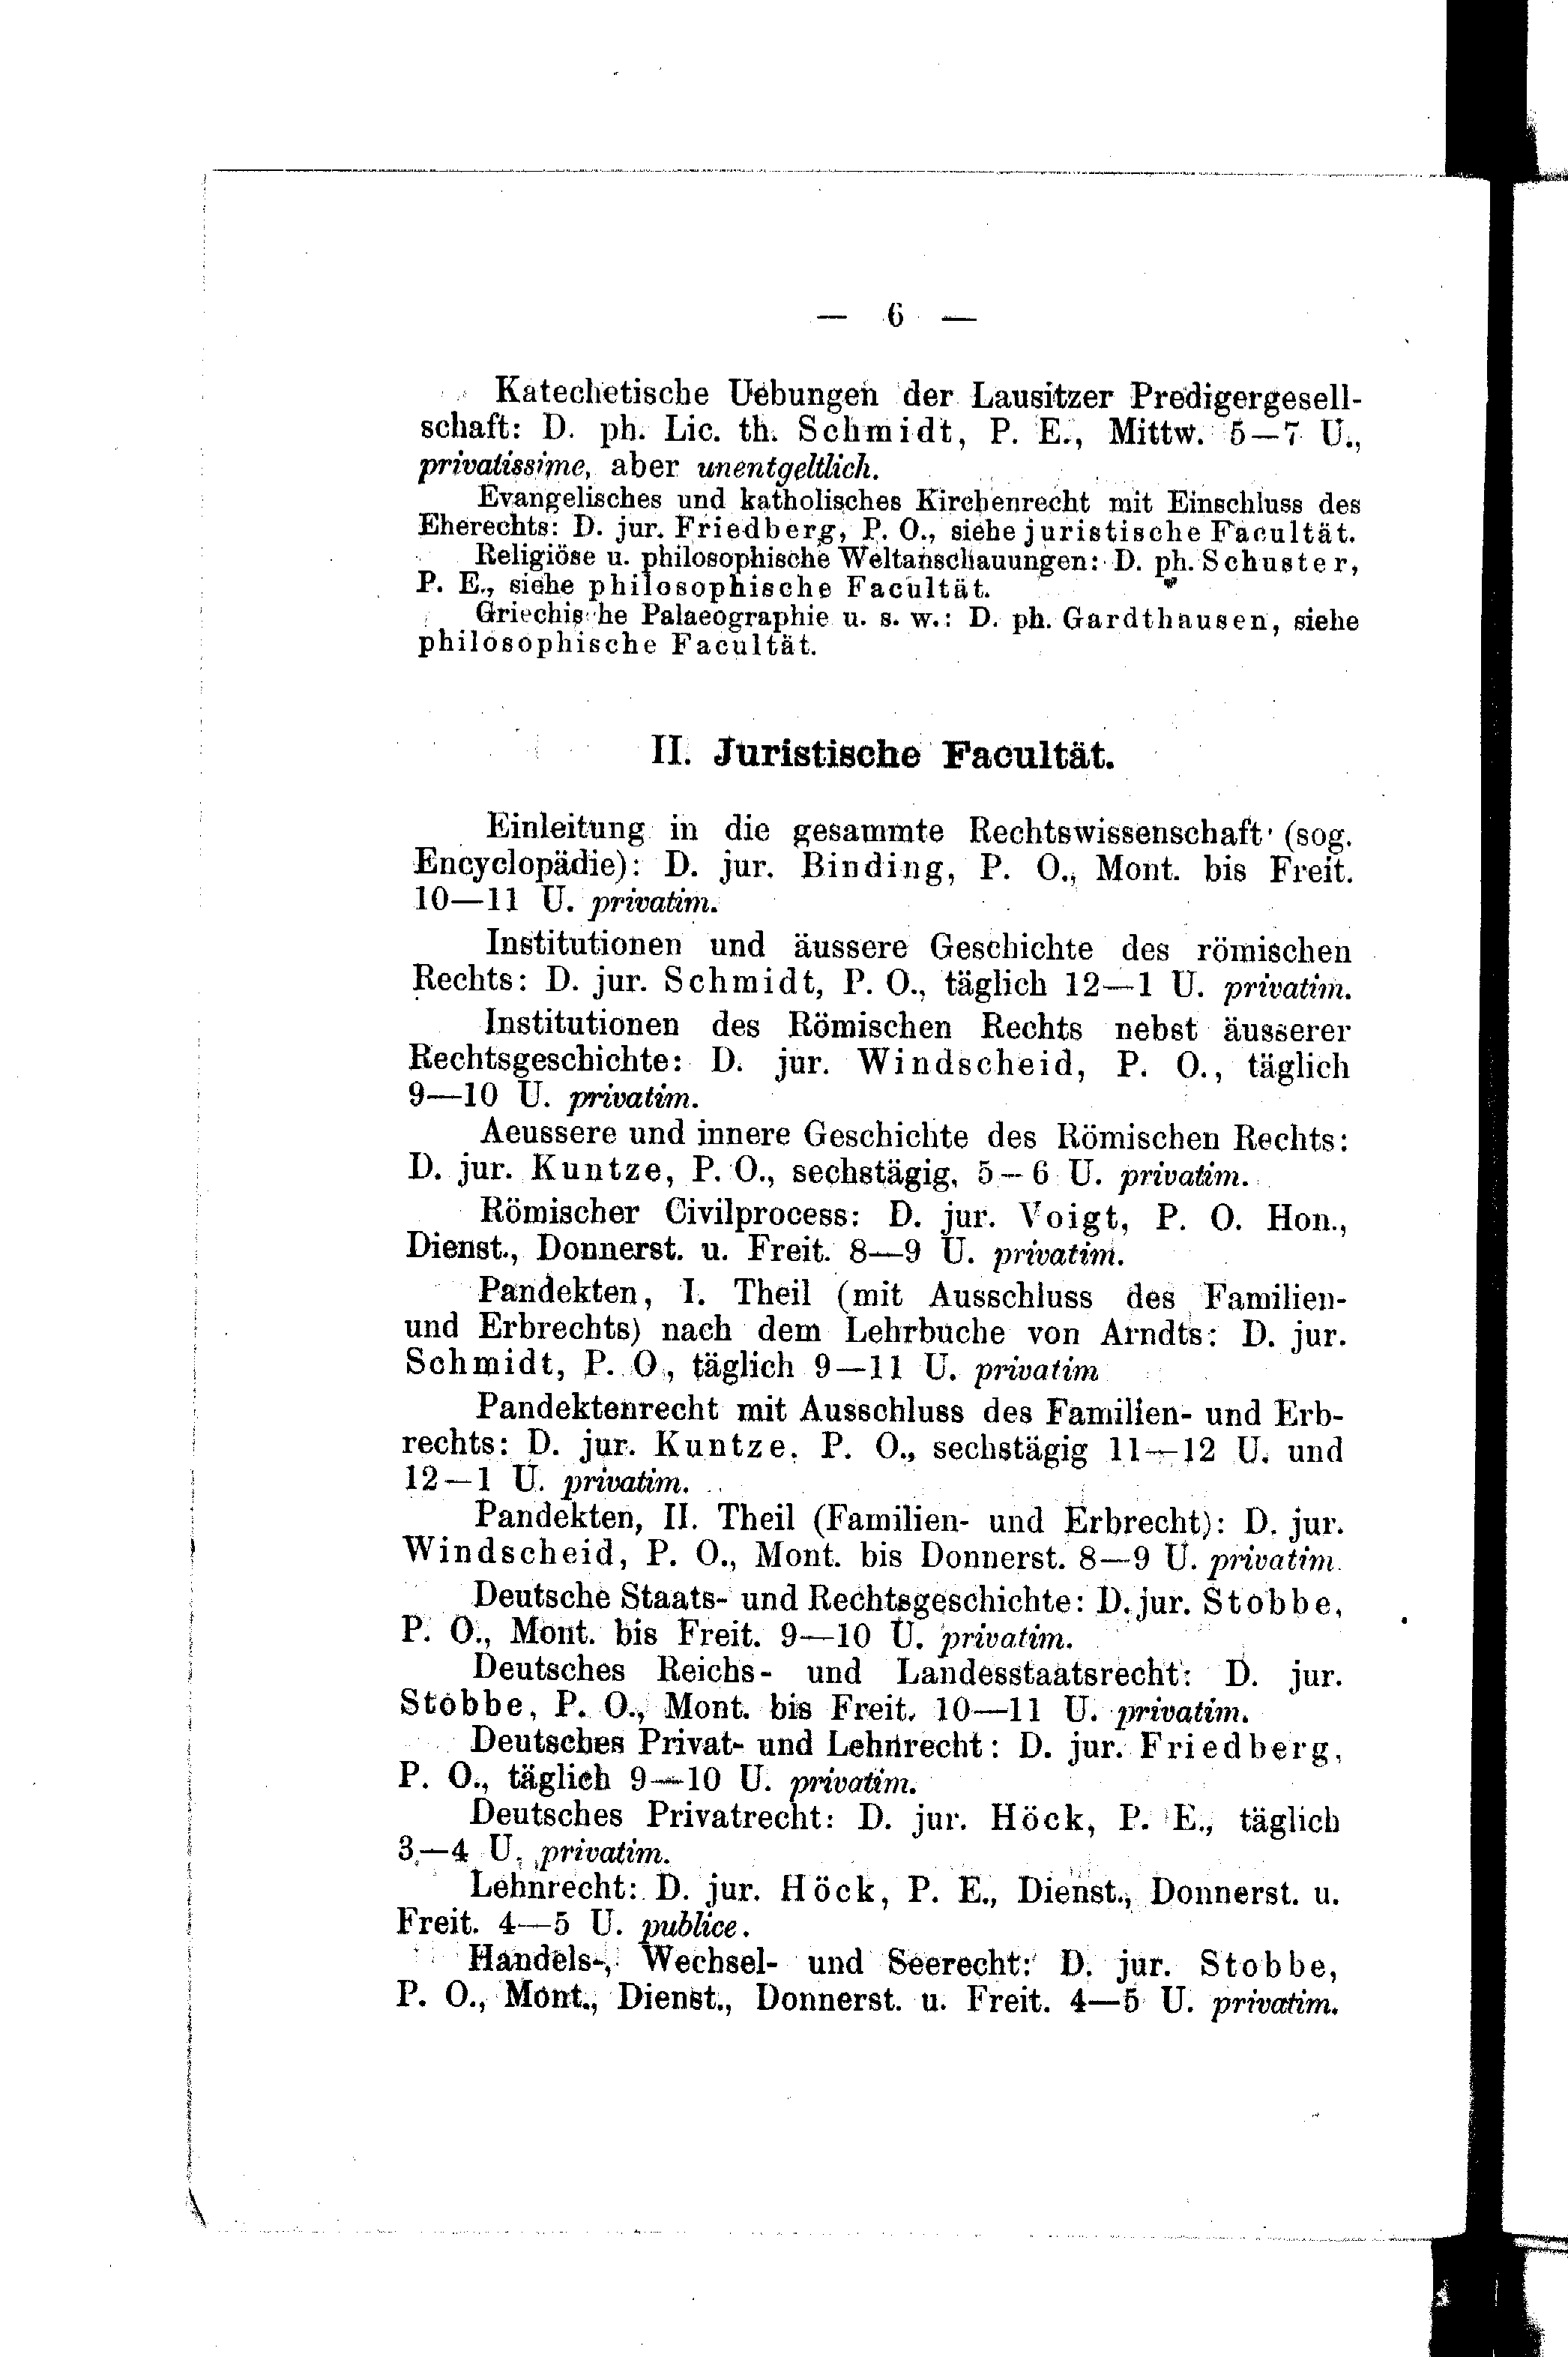 — 6 —
Katechetische Uebungen der Lausitzer Predigergesell-
schaft: D. ph. Lic. th. Schmidt, P. E., Mittw. 5—7 U.,
privatissime, aber unentgeltlich.
Evangelisches und katholisches Kirchenrecht mit Einschluss des
Eherechts: D. jur. Friedberg, P. O., siehe juristische Facultät.
Religiöse u. philosophische Weltanschauungen: D. ph. Schuster,
P. E., siehe philosophische Facultät.
Griechische Palaeographie u. s. w.: D. ph. Gardthausen, siehe
philosophische Facultät.
II. Juristische Facultät.
Einleitung in die gesammte Rechtswissenschaft (sog.
Encyclopädie): D. jur. Binding, P. O., Mont. bis Freit.
10—11 U. privatim.
Institutionen und äussere Geschichte des römischen
Rechts: D. jur. Schmidt, P. O., täglich 12—1 U. privatim.
Institutionen des Römischen Rechts nebst äusserer
Rechtsgeschichte: D. jur. Windscheid, P. O., täglich
9—10 U. privatim.
Aeussere und innere Geschichte des Römischen Rechts:
D. jur. Kuntze, P. O., sechstägig, 5—6 U. privatim.
Römischer Civilprocess: D. jur. Voigt, P. O. Hon.,
Dienst., Donnerst. u. Freit. 8—9 U. privatim.
Pandekten, I. Theil (mit Ausschluss des Familien-
und Erbrechts) nach dem Lehrbuche von Arndts: D. jur.
Schmidt, P. O., täglich 9—11 U. privatim
Pandektenrecht mit Ausschluss des Familien- und Erb-
rechts: D. jur. Kuntze, P. O., sechstägig 11—12 U. und
12—1 U. privatim.
Pandekten, II. Theil (Familien- und Erbrecht): D. jur.
Windscheid, P. O., Mont. bis Donnerst. 8—9 U. privatim.
Deutsche Staats- und Rechtsgeschichte: D. jur. Stobbe,
P. O., Mont. bis Freit. 9—10 U. privatim.
Deutsches Reichs- und Landesstaatsrecht: D. jur.
Stobbe, P. O., Mont. bis Freit. 10—11 U. privatim.
Deutsches Privat- und Lehnrecht: D. jur. Friedberg,
P. O., täglich 9—10 U. privatim.
Deutsches Privatrecht: D. jur. Höck, P. E., täglich
3—4 U. privatim.
Lehnrecht: D. jur. Höck, P. E., Dienst., Donnerst. u.
Freit. 4—5 U. publice.
Handels-, Wechsel- und Seerecht: D. jur. Stobbe,
P. O., Mont., Dienst., Donnerst. u. Freit. 4—5 U. privatim.